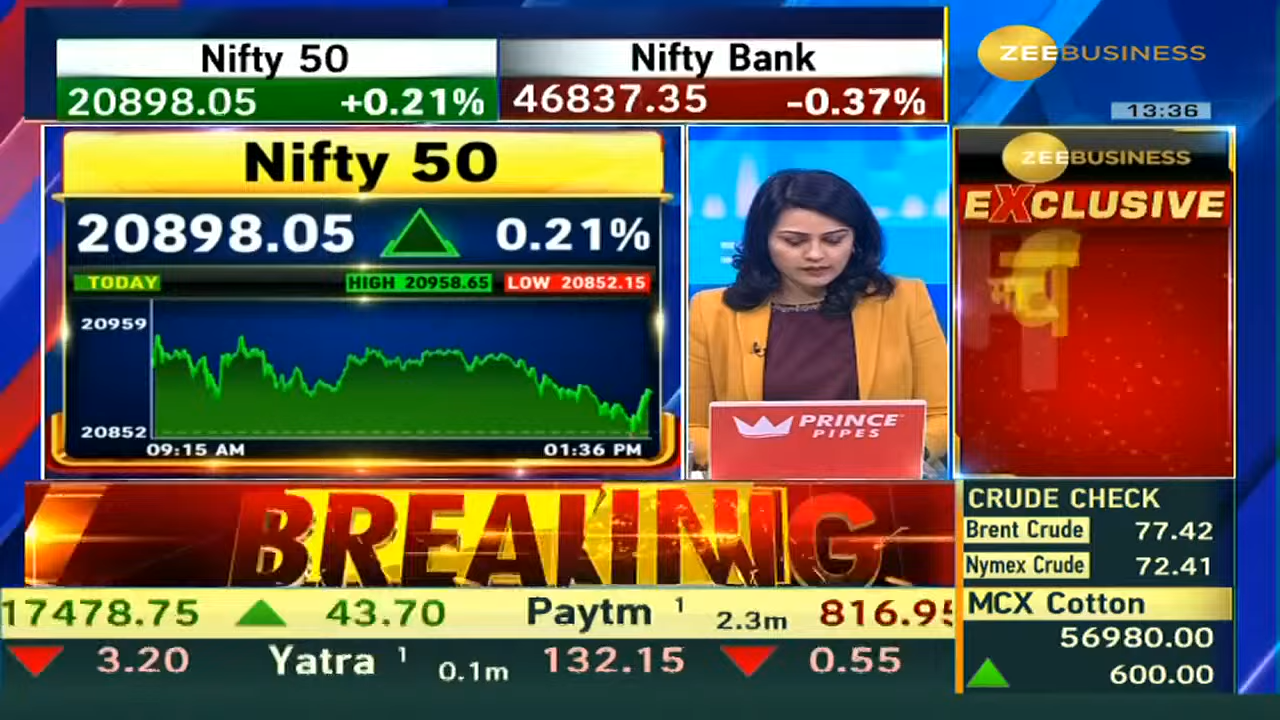 Nifty 50
20898.05 +0.21%
Nifty Bank
46837.35 -0.37%
ZEEBUSINESS
13:36
Nifty 50
20898.05 0.21%
TODAY HIGH 20958.65 LOW 20852.15
20959
20852
09:15 AM 01:36 PM
PRINCE
PIPES
ZEEBUSINESS
EXCLUSIVE
BREAKING
CRUDE CHECK
Brent Crude 77.42
Nymex Crude 72.41
MCX Cotton
56980.00
600.00
17478.75 43.70 Paytm 1 2.3m 816.95
3.20 Yatra 1 0.1m 132.15 0.55